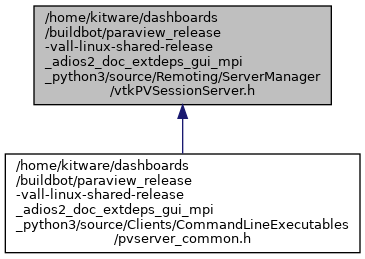 /home/kitware/dashboards
/buildbot/paraview_release
-vall-linux-shared-release
_adios2_doc_extdeps_gui_mpi
_python3/source/Remoting/ServerManager
/vtkPVSessionServer.h
/home/kitware/dashboards
/buildbot/paraview_release
-vall-linux-shared-release
_adios2_doc_extdeps_gui_mpi
_python3/source/Clients/CommandLineExecutables
/pvserver_common.h